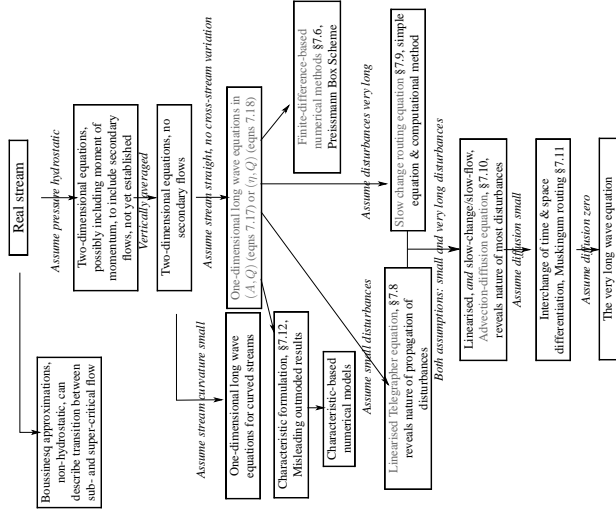 Real stream
Boussinesq approximations,
non-hydrostatic, can
describe transition between
sub- and super-critical flow
Assume pressure hydrostatic
Two-dimensional equations,
possibly including moment of
momentum, to include secondary
flows, not yet established
Vertically averaged
Two-dimensional equations, no
secondary flows
Assume stream curvature small
Assume stream straight, no cross-stream variation
One-dimensional long wave
equations for curved streams
One-dimensional long wave equations in
(A, Q) (eqns 7.17) or (η, Q) (eqns 7.18)
Characteristic formulation, §7.12,
Misleading outmoded results
Finite-difference-based
numerical methods §7.6,
Preissmann Box Scheme
Characteristic-based
numerical models
Assume small disturbances
Assume disturbances very long
Linearised Telegrapher equation, §7.8
reveals nature of propagation of
disturbances
Slow change routing equation §7.9, simple
equation & computational method
Both assumptions: small and very long disturbances
Linearised, and slow-change/slow-flow,
Advection-diffusion equation, §7.10,
reveals nature of most disturbances
Assume diffusion small
Interchange of time & space
differentiation, Muskingum routing §7.11
Assume diffusion zero
The very long wave equation